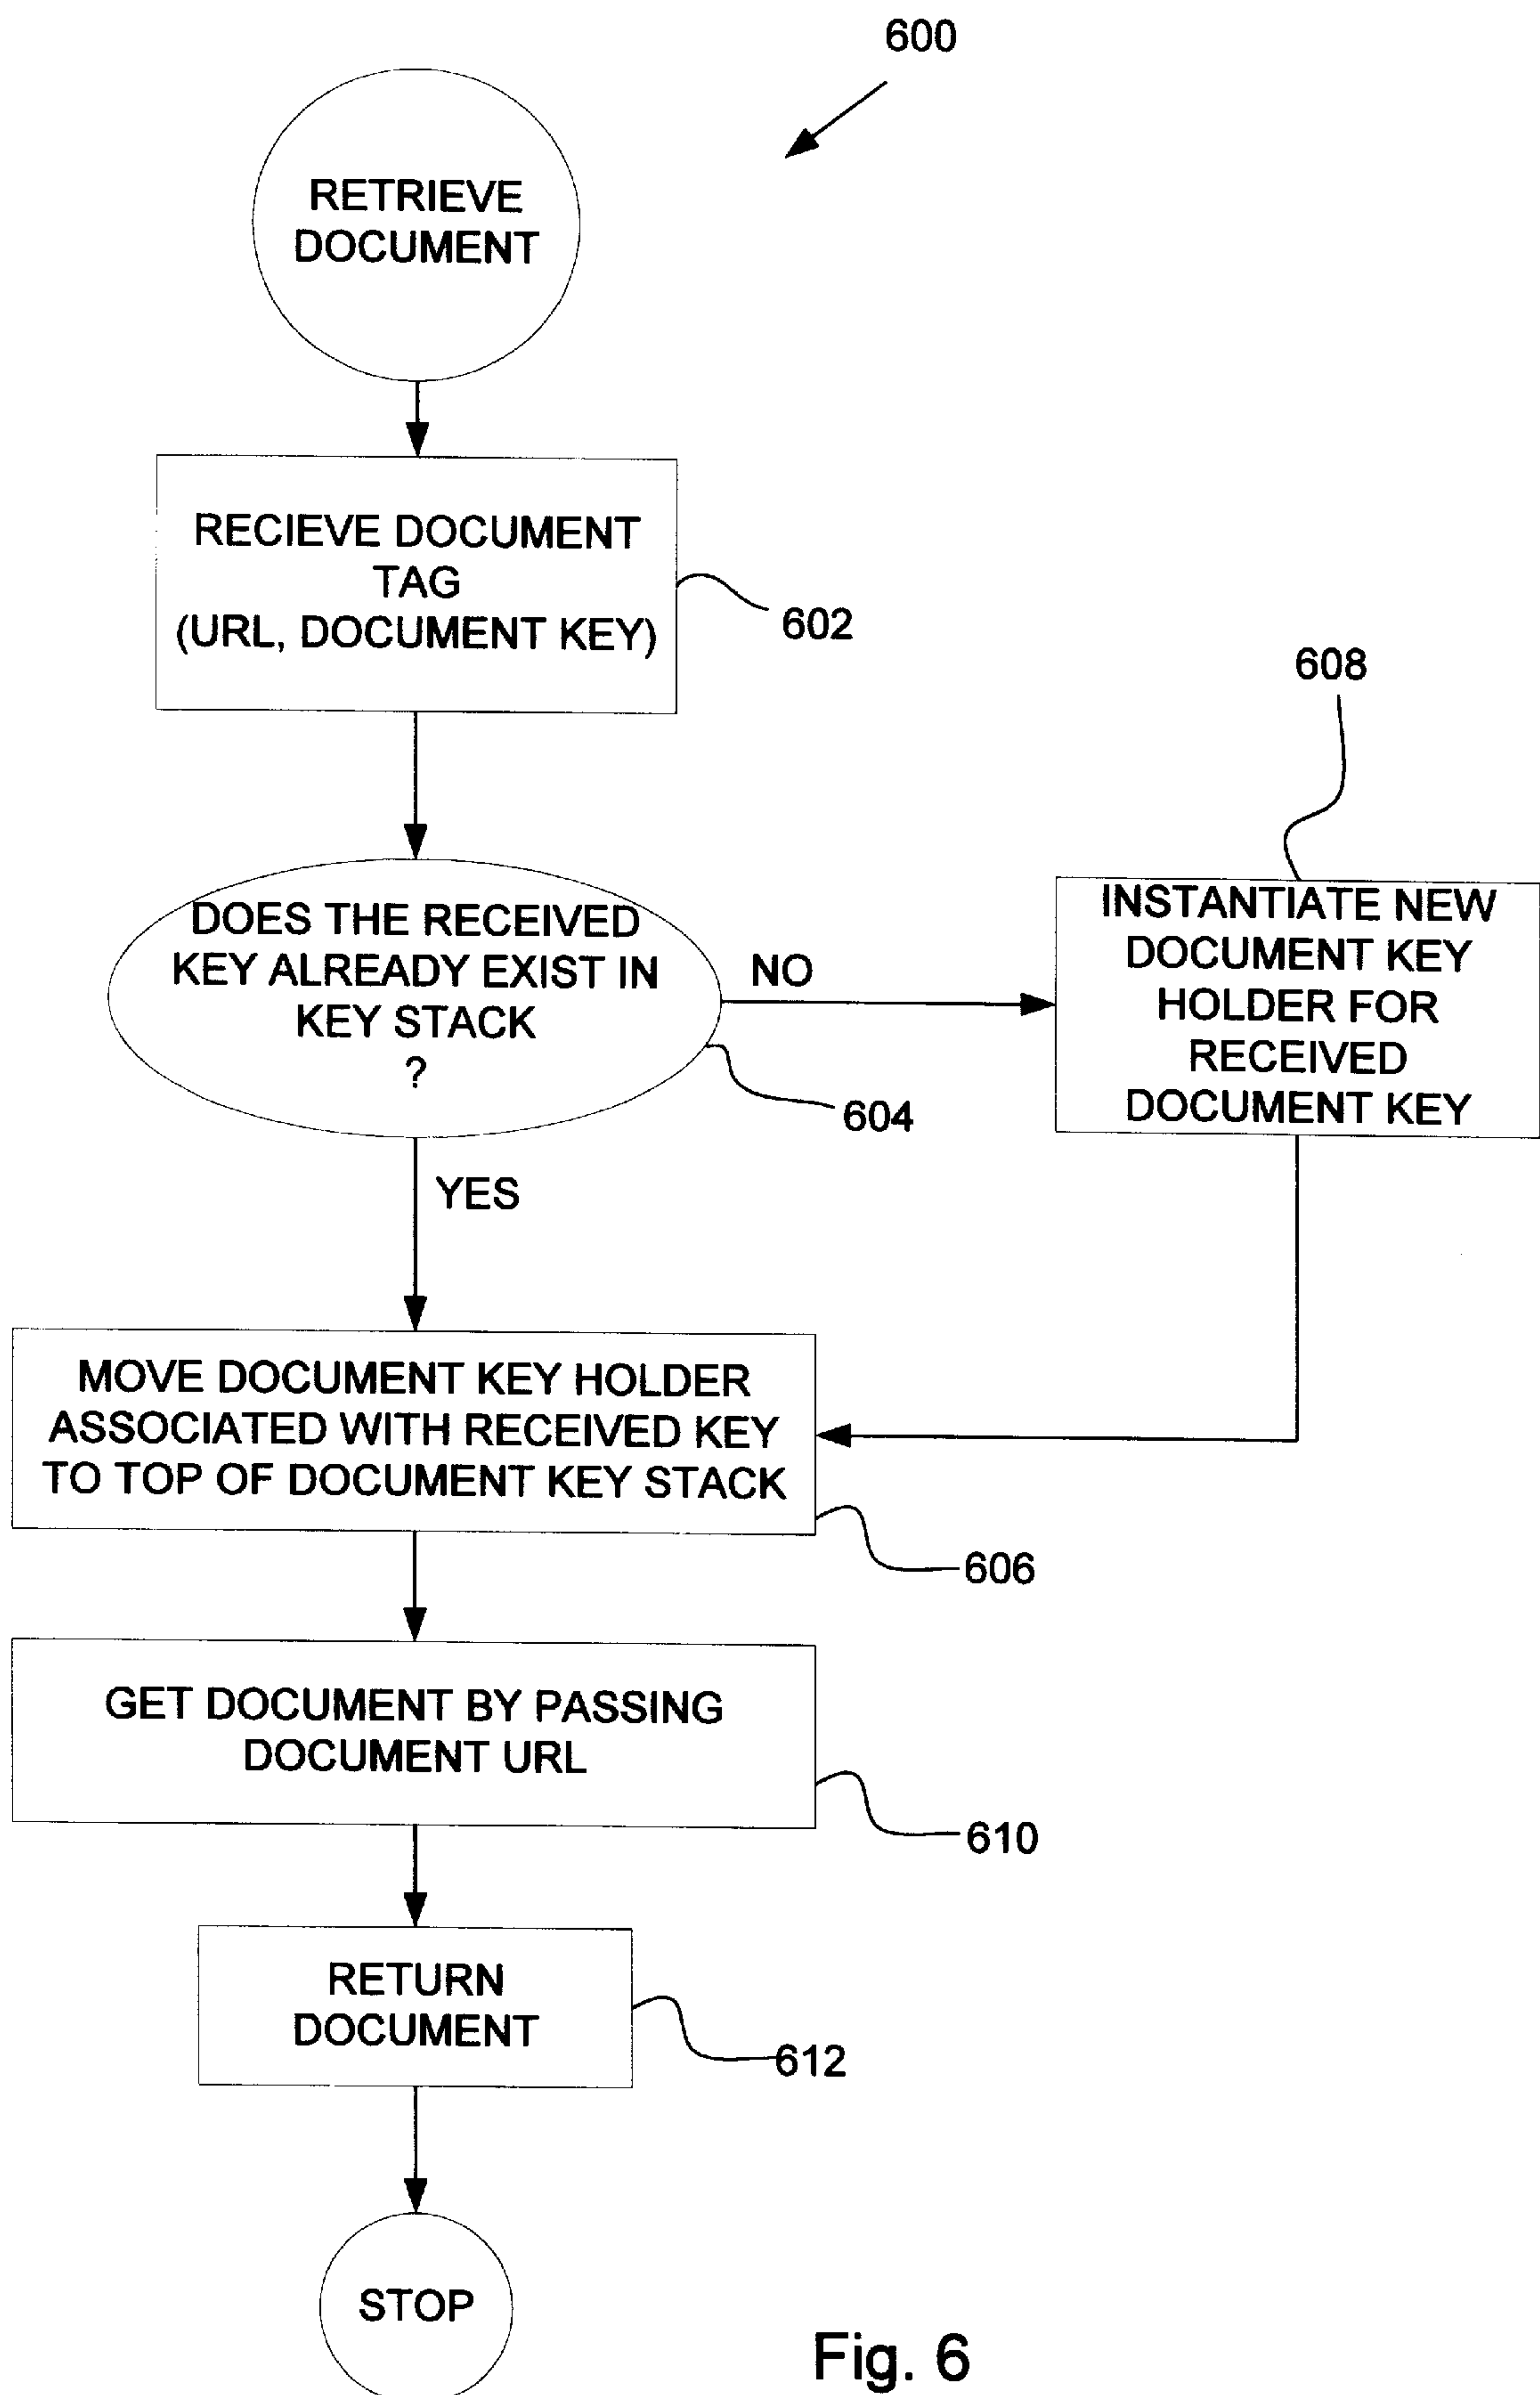 600
RETRIEVE
DOCUMENT
RECIEVE DOCUMENT
TAG
(URL, DOCUMENT KEY)
602
608
DOES THE RECEIVED
KEY ALREADY EXIST IN
KEY STACK
?
NO
604
INSTANTIATE NEW
DOCUMENT KEY
HOLDER FOR
RECEIVED
DOCUMENT KEY
YES
MOVE DOCUMENT KEY HOLDER
ASSOCIATED WITH RECEIVED KEY
TO TOP OF DOCUMENT KEY STACK
606
GET DOCUMENT BY PASSING
DOCUMENT URL
610
RETURN
DOCUMENT
612
STOP
Fig. 6